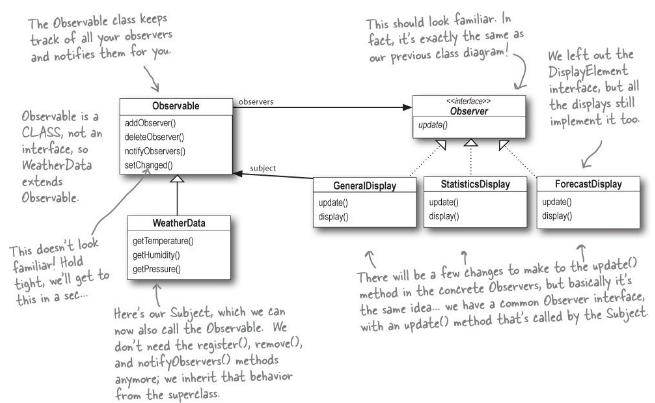 The Observable class keeps
track of all your observers
and notifies them for you.
This should look familiar. In
fact, it's exactly the same as
our previous class diagram!
We left out the
DisplayElement
interface, but all
the displays still
implement it too.
Observable is a
CLASS, not an
interface, so
WeatherData
extends
Observable.
Observable
addObserver()
deleteObserver()
notifyObservers()
setChanged()
observers
<<interface>>
Observer
update()
subject
GeneralDisplay
update()
display()
StatisticsDisplay
update()
display()
ForecastDisplay
update()
display()
WeatherData
getTemperature()
getHumidity()
getPressure()
This doesn't look
familiar! Hold
tight, we'll get to
this in a sec...
Here's our Subject, which we can
now also call the Observable. We
don't need the register(), remove(),
and notifyObservers() methods
anymore; we inherit that behavior
from the superclass.
There will be a few changes to make to the update()
method in the concrete Observers, but basically it's
the same idea... we have a common Observer interface,
with an update() method that's called by the Subject.